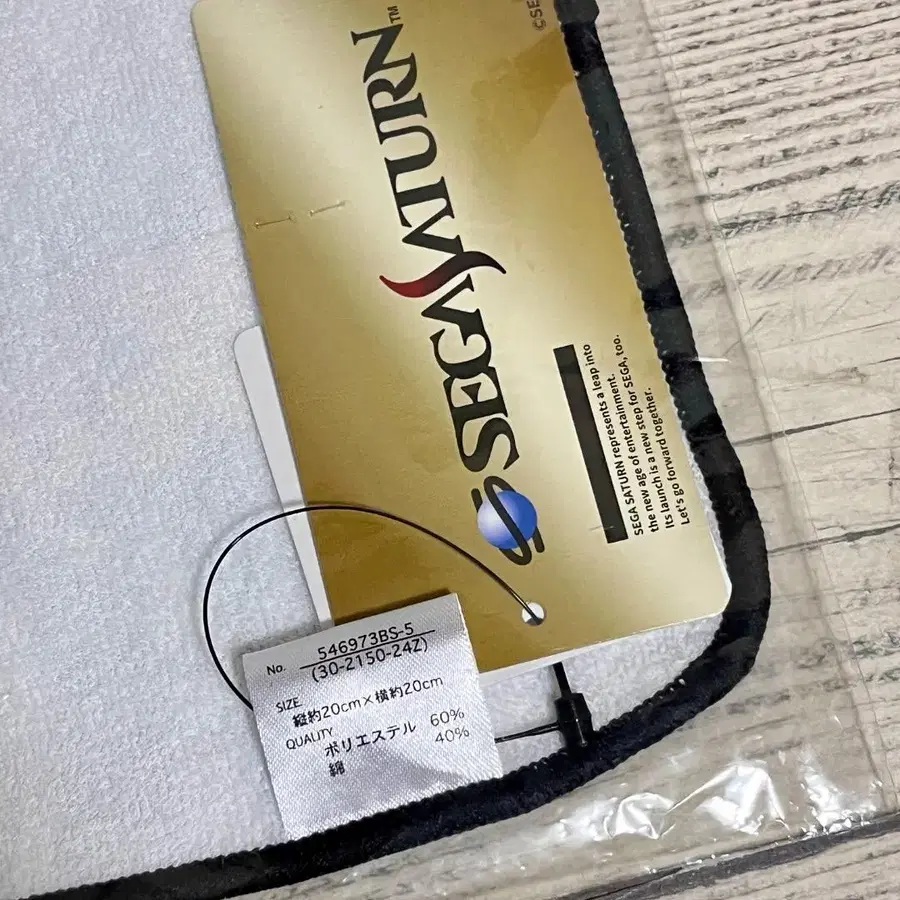 SEGA SATURN™
©SE
SEGA SATURN represents a leap into
the new age of entertainment.
Its launch is a new step for SEGA, too.
Let's go forward together.
No. 546973BS-5
(30-2150-24Z)
SIZE
縦約20cm×横約20cm
QUALITY
ポリエステル 60%
綿 40%